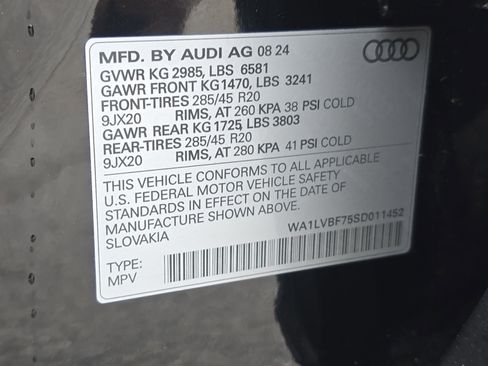 MFD. BY AUDI AG 08 24
GVWR KG 2985, LBS 6581
GAWR FRONT KG 1470, LBS 3241
FRONT-TIRES 285/45 R20
9JX20 RIMS, AT 260 KPA 38 PSI COLD
GAWR REAR KG 1725, LBS 3803
REAR-TIRES 285/45 R20
9JX20 RIMS, AT 280 KPA 41 PSI COLD
THIS VEHICLE CONFORMS TO ALL APPLICABLE
U.S. FEDERAL MOTOR VEHICLE SAFETY
STANDARDS IN EFFECT ON THE DATE OF
MANUFACTURE SHOWN ABOVE.
SLOVAKIA
WA1LVBF75SD011452
TYPE:
MPV